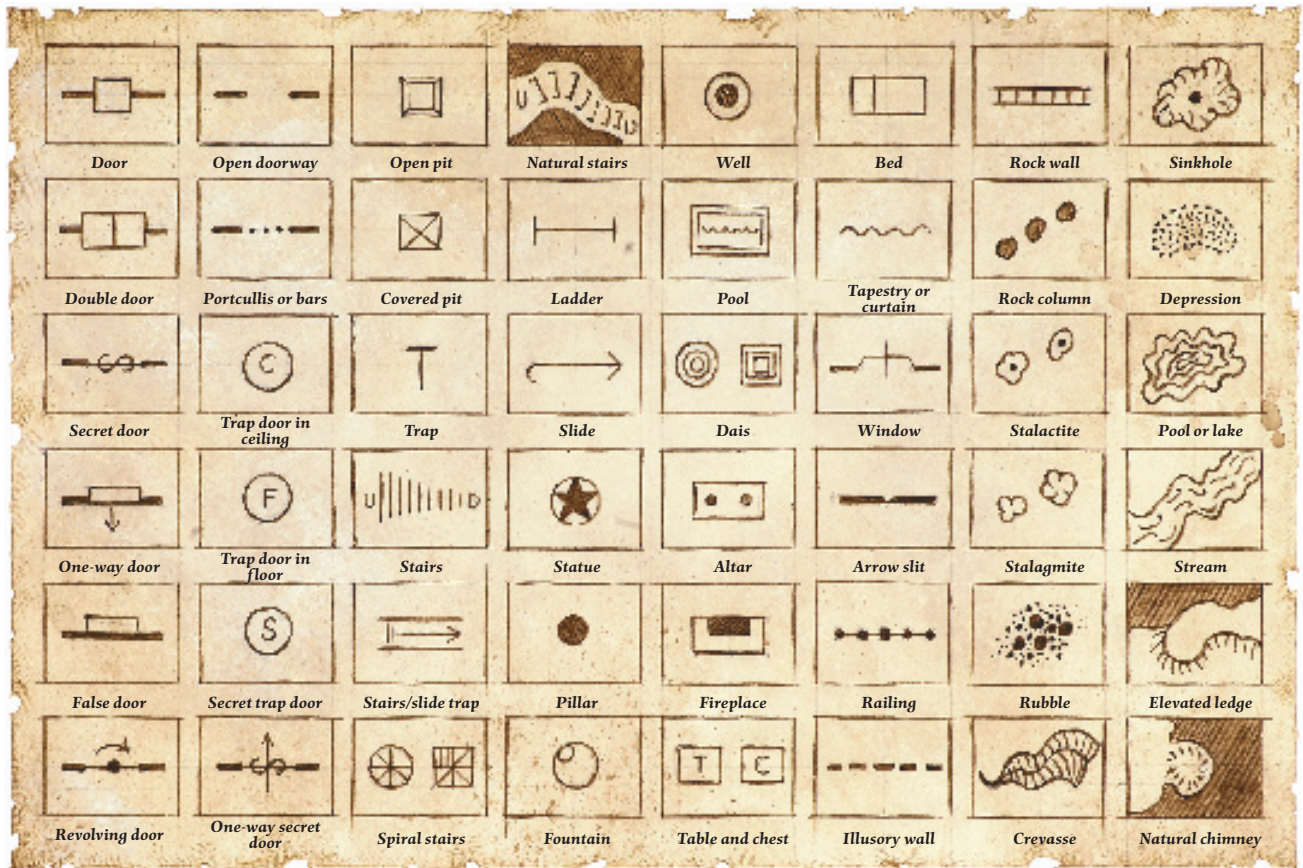 Door
Open doorway
Open pit
U
D
Natural stairs
Well
Bed
Rock wall
Sinkhole
Double door
Portcullis or bars
Covered pit
Ladder
Pool
Tapestry or
curtain
Rock column
Depression
S
Secret door
C
Trap door in
ceiling
T
Trap
Slide
Dais
Window
Stalactite
Pool or lake
One-way door
F
Trap door in
floor
U
D
Stairs
Statue
Altar
Arrow slit
Stalagmite
Stream
False door
S
Secret trap door
Stairs/slide trap
Pillar
Fireplace
Railing
Rubble
Elevated ledge
Revolving door
S
One-way secret
door
Spiral stairs
Fountain
T
C
Table and chest
Illusory wall
Crevasse
Natural chimney